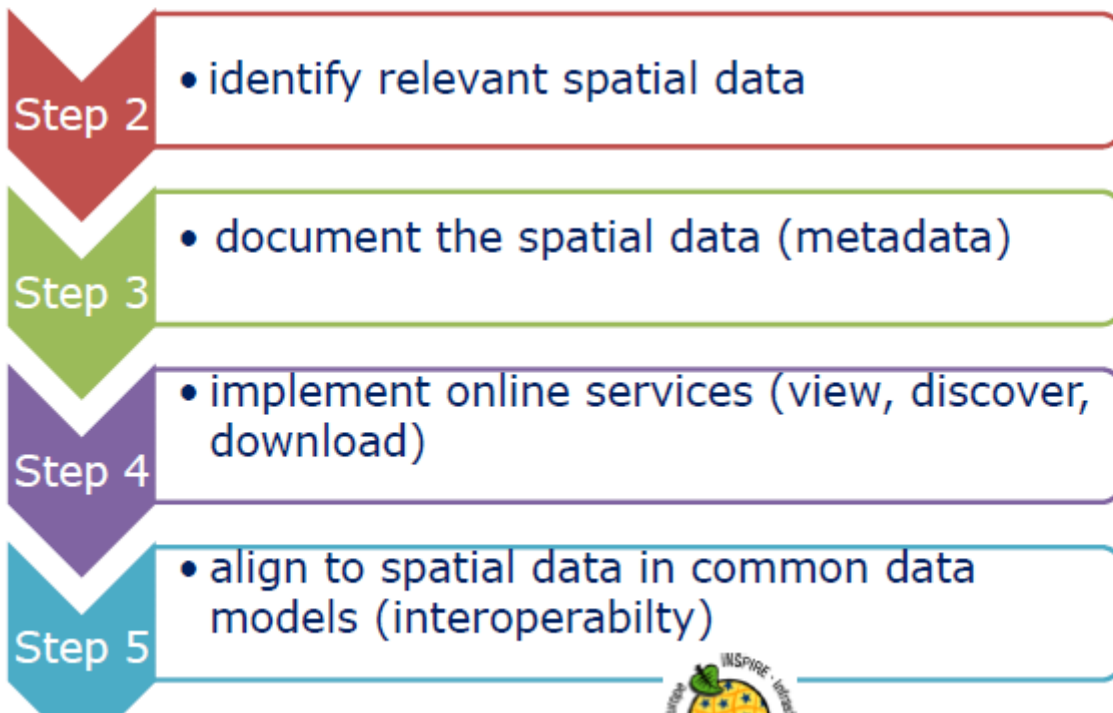 Step 2
• identify relevant spatial data
Step 3
• document the spatial data (metadata)
Step 4
• implement online services (view, discover,
download)
Step 5
• align to spatial data in common data
models (interoperabilty)
INSPIRE